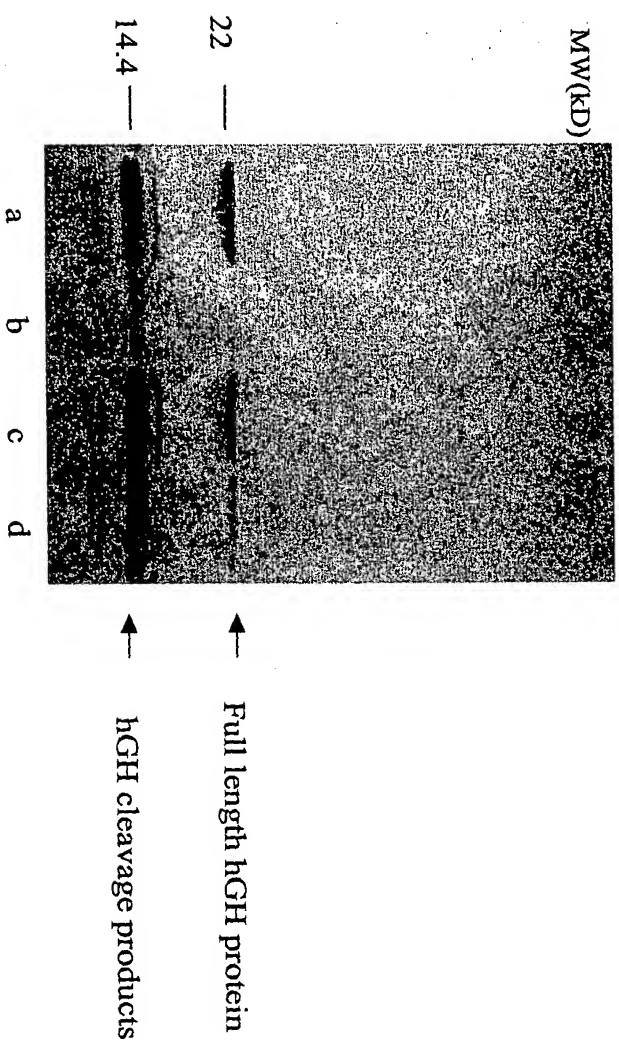 MW(kD)
22
14.4
a b c d
Full length hGH protein
hGH cleavage products